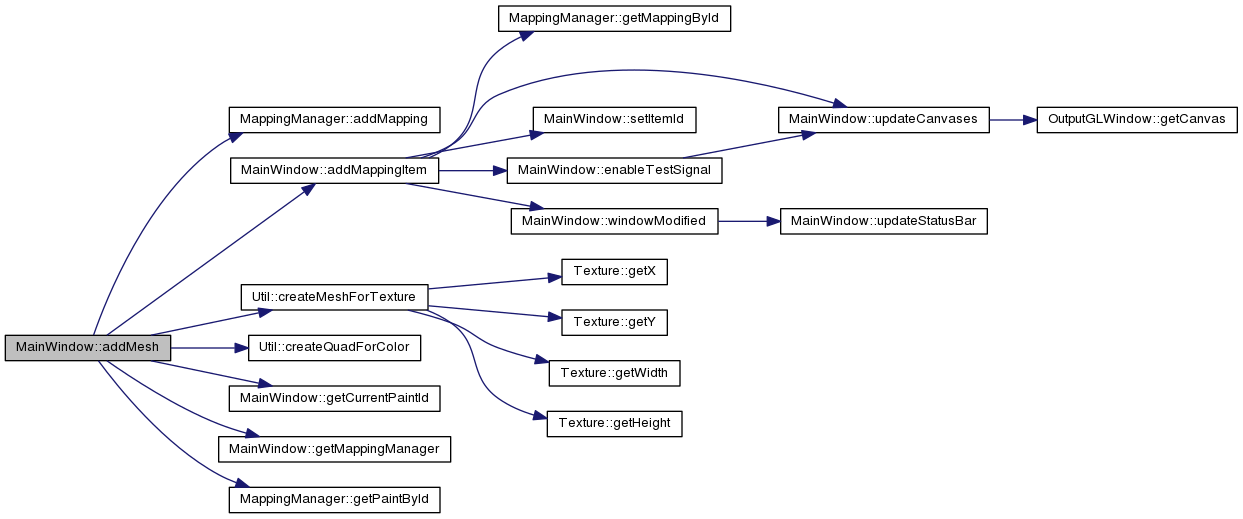 MappingManager::getMappingById
MappingManager::addMapping
MainWindow::setItemId
MainWindow::updateCanvases
OutputGLWindow::getCanvas
MainWindow::addMappingItem
MainWindow::enableTestSignal
MainWindow::windowModified
MainWindow::updateStatusBar
Texture::getX
Util::createMeshForTexture
Texture::getY
MainWindow::addMesh
Util::createQuadForColor
Texture::getWidth
MainWindow::getCurrentPaintId
Texture::getHeight
MainWindow::getMappingManager
MappingManager::getPaintById